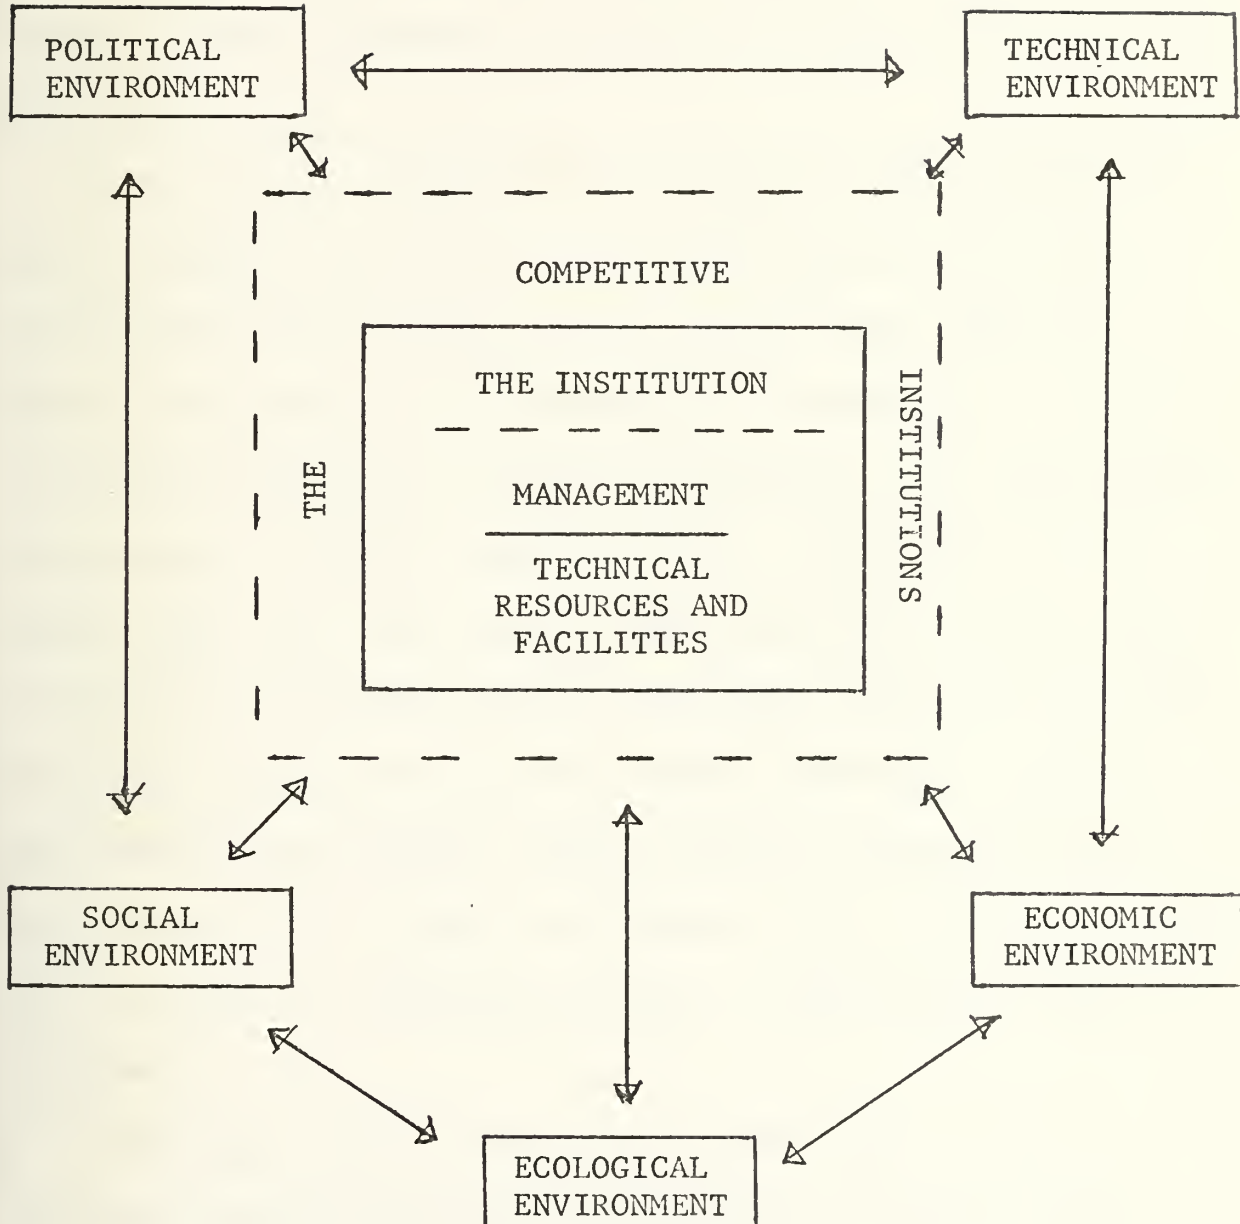 POLITICAL
ENVIRONMENT
TECHNICAL
ENVIRONMENT
COMPETITIVE
THE INSTITUTION
THE
INSTITUTIONS
MANAGEMENT
TECHNICAL
RESOURCES AND
FACILITIES
SOCIAL
ENVIRONMENT
ECONOMIC
ENVIRONMENT
ECOLOGICAL
ENVIRONMENT